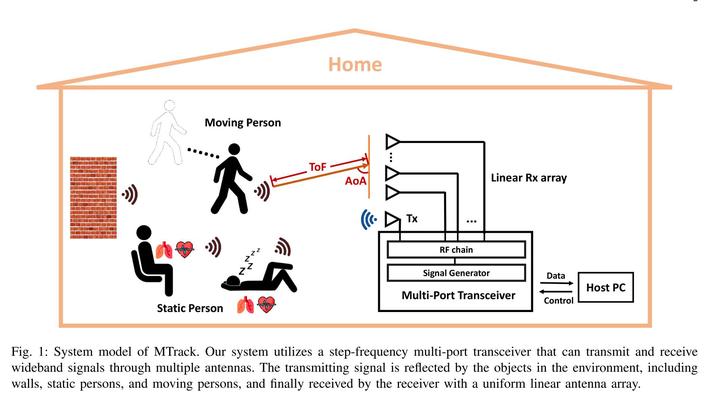 Home
Moving Person
ToF
AoA
Linear Rx array
Tx
...
RF chain
Signal Generator
Multi-Port Transceiver
Data
Control
Host PC
z z z z z
Static Person
Fig. 1: System model of MTrack. Our system utilizes a step-frequency multi-port transceiver that can transmit and receive
wideband signals through multiple antennas. The transmitting signal is reflected by the objects in the environment, including
walls, static persons, and moving persons, and finally received by the receiver with a uniform linear antenna array.